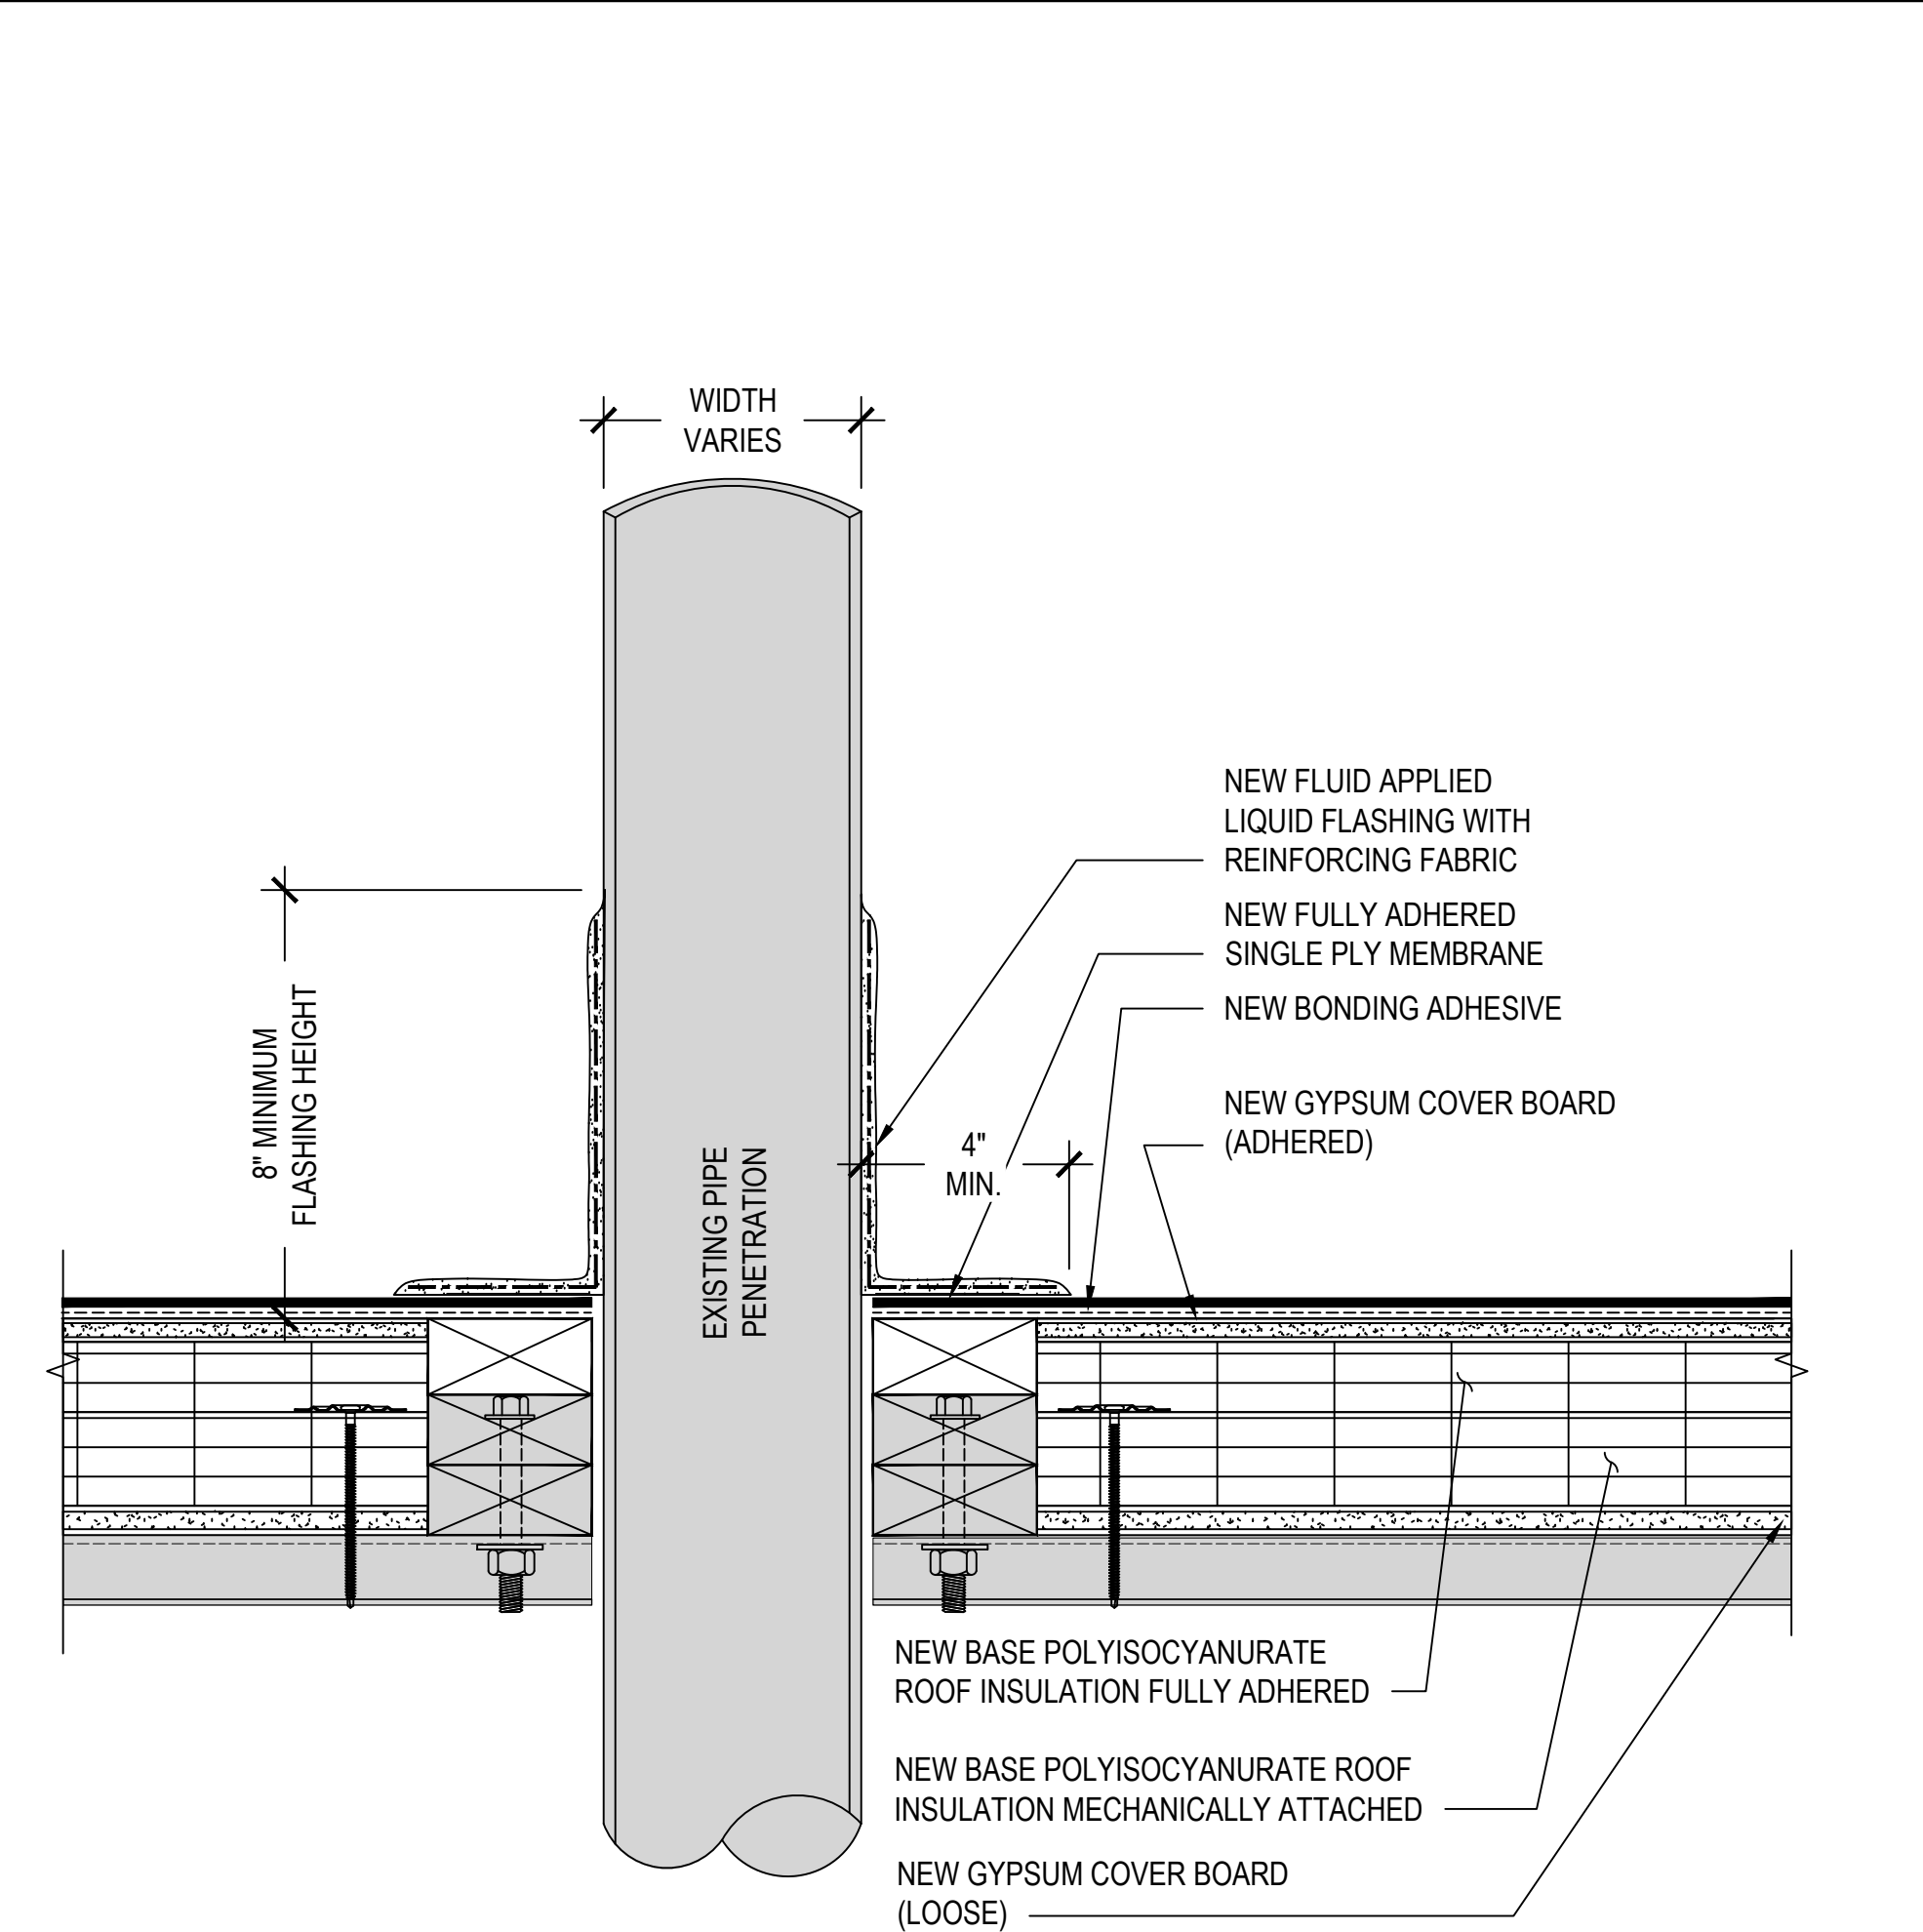 WIDTH
VARIES
NEW FLUID APPLIED
LIQUID FLASHING WITH
REINFORCING FABRIC
NEW FULLY ADHERED
SINGLE PLY MEMBRANE
NEW BONDING ADHESIVE
NEW GYPSUM COVER BOARD
(ADHERED)
8" MINIMUM
FLASHING HEIGHT
4"
MIN.
EXISTING PIPE
PENETRATION
NEW BASE POLYISOCYANURATE
ROOF INSULATION FULLY ADHERED
NEW BASE POLYISOCYANURATE ROOF
INSULATION MECHANICALLY ATTACHED
NEW GYPSUM COVER BOARD
(LOOSE)